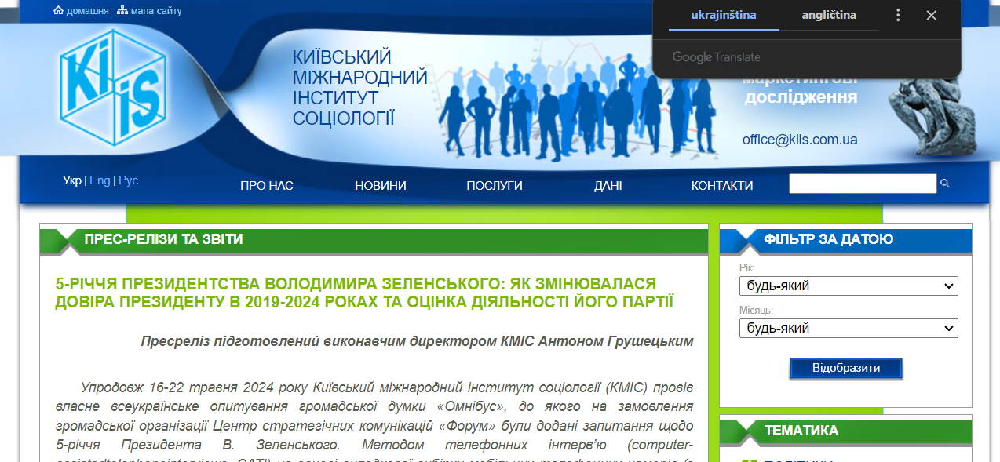 домашня мапа сайту
ukrajinština angličtina
Google Translate
KiiS
КИЇВСЬКИЙ
МІЖНАРОДНИЙ
ІНСТИТУТ
СОЦІОЛОГІЇ
маркетингові
дослідження
office@kiis.com.ua
Укр | Eng | Рус
ПРО НАС НОВИНИ ПОСЛУГИ ДАНІ КОНТАКТИ
ПРЕС-РЕЛІЗИ ТА ЗВІТИ
5-РІЧЧЯ ПРЕЗИДЕНТСТВА ВОЛОДИМИРА ЗЕЛЕНСЬКОГО: ЯК ЗМІНЮВАЛАСЯ
ДОВІРА ПРЕЗИДЕНТУ В 2019-2024 РОКАХ ТА ОЦІНКА ДІЯЛЬНОСТІ ЙОГО ПАРТІЇ
Пресреліз підготовлений виконавчим директором КМІС Антоном Грушецьким
Упродовж 16-22 травня 2024 року Київський міжнародний інститут соціології (КМІС) провів
власне всеукраїнське опитування громадської думки «Омнібус», до якого на замовлення
громадської організації Центр стратегічних комунікацій «Форум» були додані запитання щодо
5-річчя Президента В. Зеленського. Методом телефонних інтерв’ю (computer-
ФІЛЬТР ЗА ДАТОЮ
Рік:
будь-який
Місяць:
будь-який
Відобразити
ТЕМАТИКА